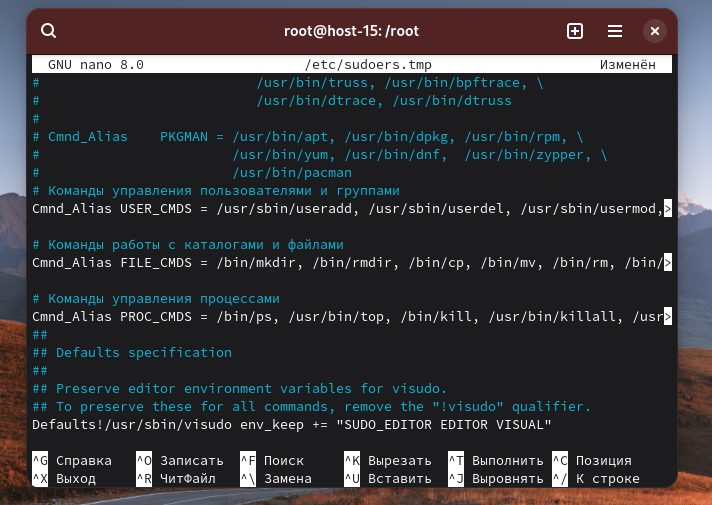 root@host-15: /root
GNU nano 8.0 /etc/sudoers.tmp Изменён
# /usr/bin/truss, /usr/bin/bpftrace, \
# /usr/bin/dtrace, /usr/bin/dtruss
#
# Cmnd_Alias PKGMAN = /usr/bin/apt, /usr/bin/dpkg, /usr/bin/rpm, \
# /usr/bin/yum, /usr/bin/dnf, /usr/bin/zypper, \
# /usr/bin/pacman
# Команды управления пользователями и группами
Cmnd_Alias USER_CMDS = /usr/sbin/useradd, /usr/sbin/userdel, /usr/sbin/usermod,>
# Команды работы с каталогами и файлами
Cmnd_Alias FILE_CMDS = /bin/mkdir, /bin/rmdir, /bin/cp, /bin/mv, /bin/rm, /bin/>
# Команды управления процессами
Cmnd_Alias PROC_CMDS = /bin/ps, /usr/bin/top, /bin/kill, /usr/bin/killall, /usr>
##
## Defaults specification
##
## Preserve editor environment variables for visudo.
## To preserve these for all commands, remove the "!visudo" qualifier.
Defaults!/usr/sbin/visudo env_keep += "SUDO_EDITOR EDITOR VISUAL"
^G Справка ^O Записать ^F Поиск ^K Вырезать ^T Выполнить ^C Позиция
^X Выход ^R ЧитФайл ^\ Замена ^U Вставить ^J Выровнять ^/ К строке